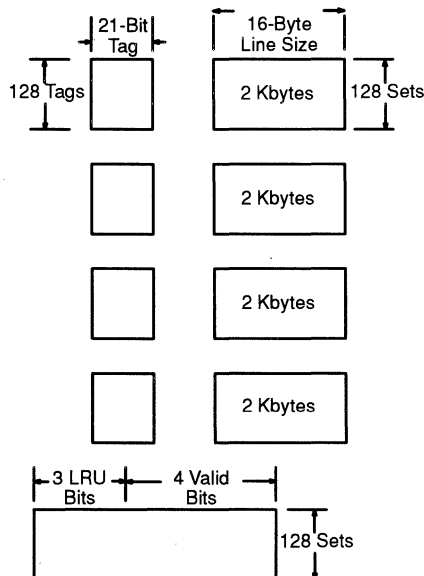 21-Bit
Tag
16-Byte
Line Size
128 Tags
2 Kbytes
128 Sets
2 Kbytes
2 Kbytes
2 Kbytes
3 LRU
Bits
4 Valid
Bits
128 Sets